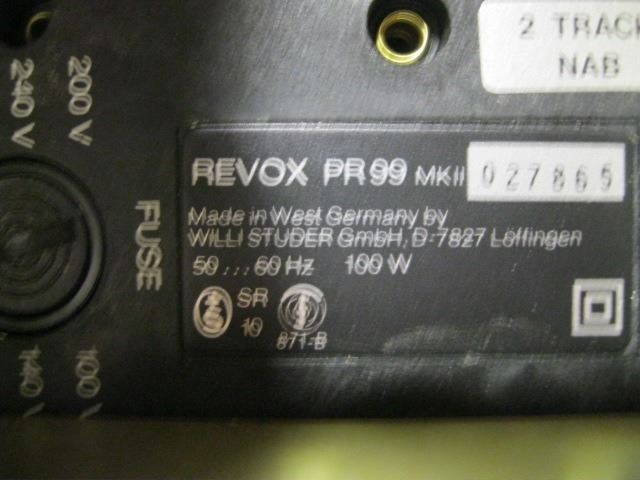 2 TRACK
NAB
200 V
240 V
FUSE
140 V
100 V
REVOX PR99 MKII 027865
Made in West Germany by
WILLI STUDER GmbH, D-7827 Löffingen
50...60 Hz 100 W
SR
10
871-B